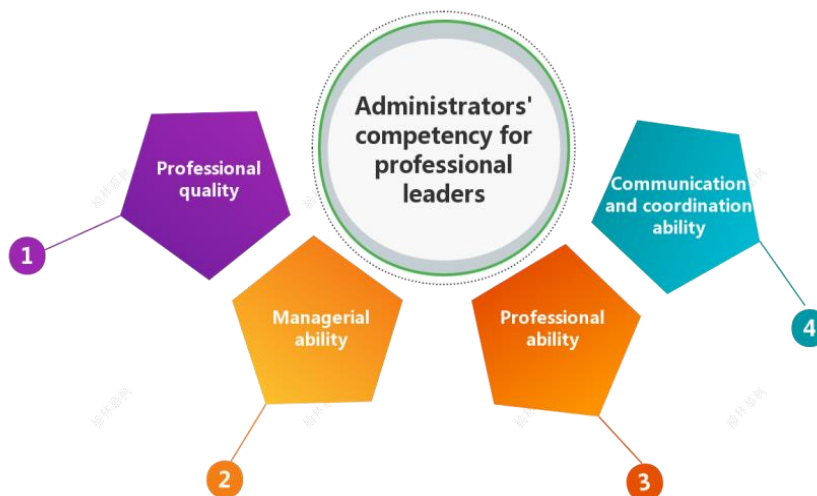 Administrators'
competency for
professional
leaders
Professional
quality
1
Managerial
ability
2
Professional
ability
3
Communication
and coordination
ability
4